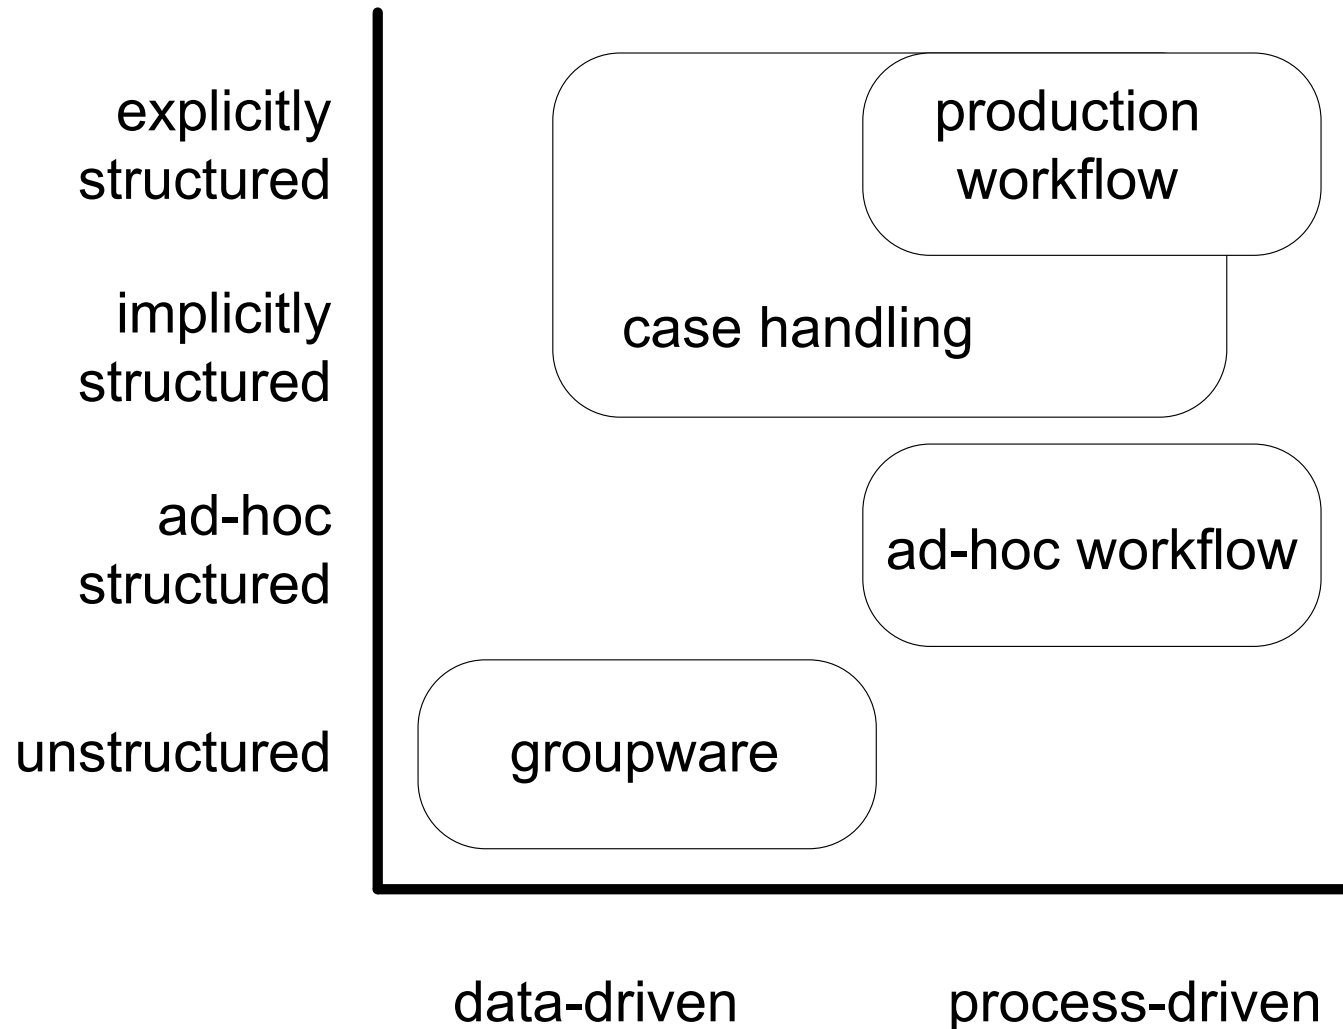 explicitly
structured
production
workflow
implicitly
structured
case handling
ad-hoc
structured
ad-hoc workflow
unstructured
groupware
data-driven
process-driven